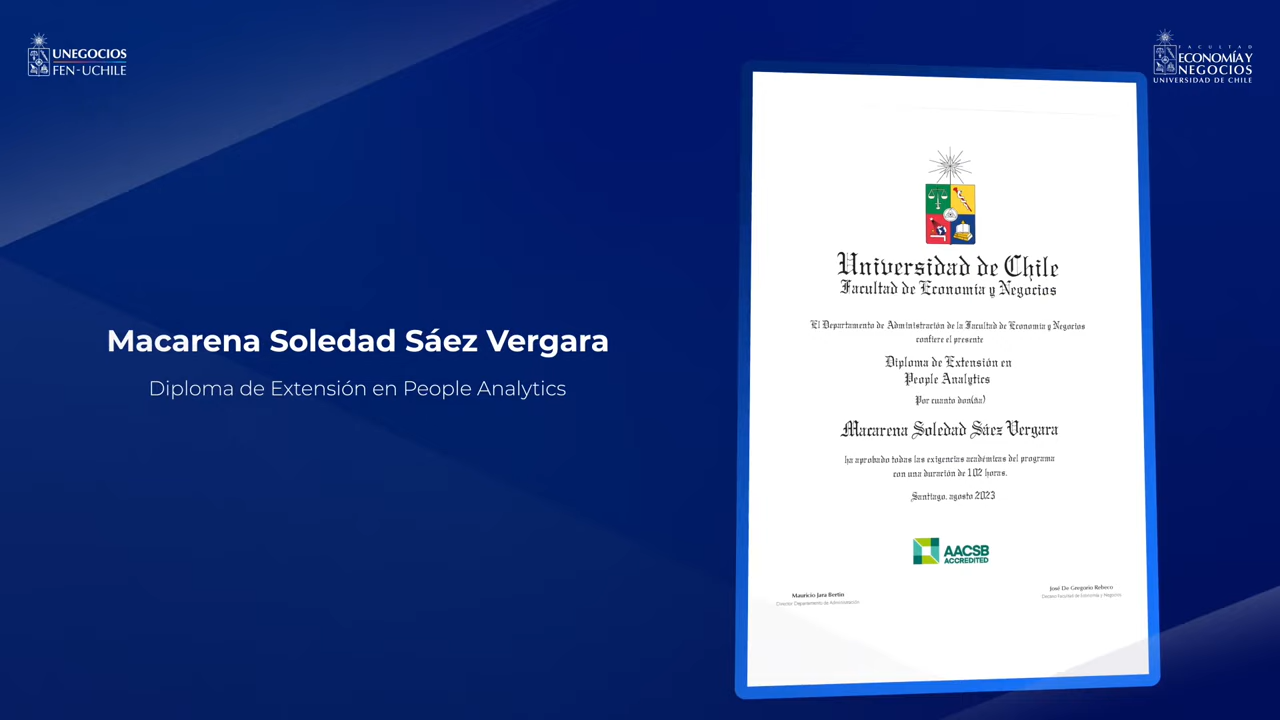 UNEGOCIOS
FEN-UCHILE
FACULTAD
ECONOMÍA Y
NEGOCIOS
UNIVERSIDAD DE CHILE
Macarena Soledad Sáez Vergara
Diploma de Extensión en People Analytics
Universidad de Chile
Facultad de Economía y Negocios
El Departamento de Administración de la Facultad de Economía y Negocios
confiere el presente
Diploma de Extensión en
People Analytics
Por cuanto don(ña)
Macarena Soledad Sáez Vergara
ha aprobado todas las exigencias académicas del programa
con una duración de 102 horas.
Santiago, agosto 2023
AACSB
ACCREDITED
Mauricio Jara Bertin
Director Departamento de Administración
José De Gregorio Rebeco
Decano Facultad de Economía y Negocios